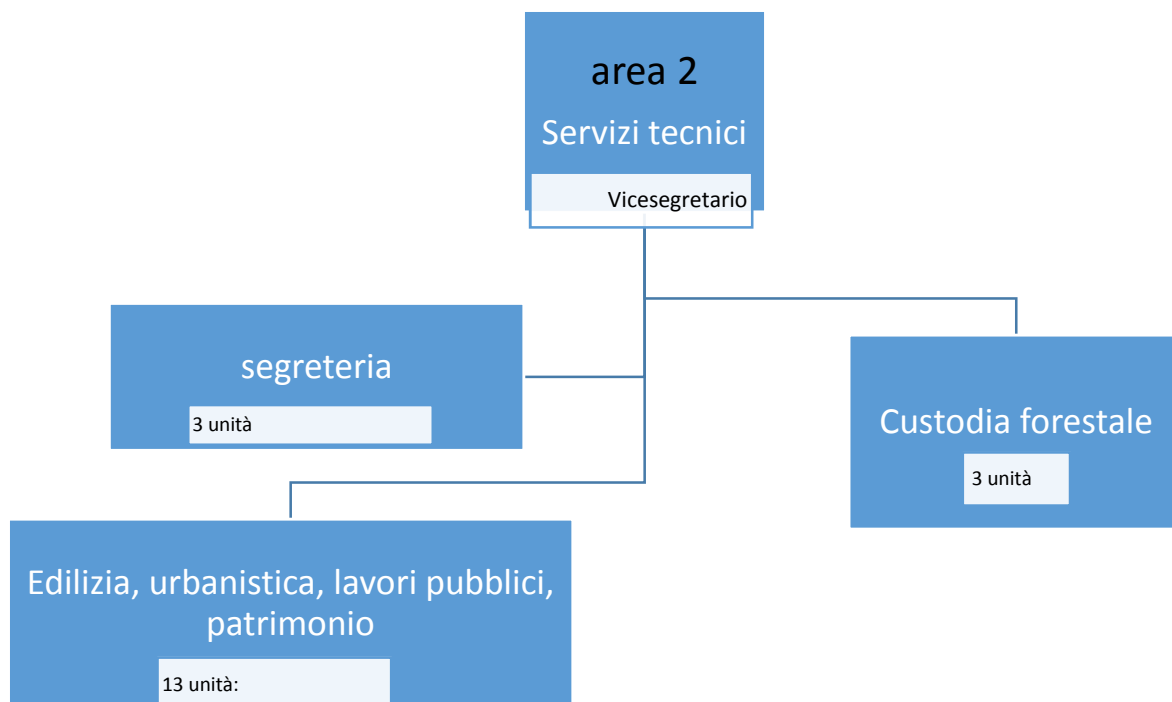 area 2
Servizi tecnici
Vicesegretario
segreteria
3 unità
Custodia forestale
3 unità
Edilizia, urbanistica, lavori pubblici,
patrimonio
13 unità: